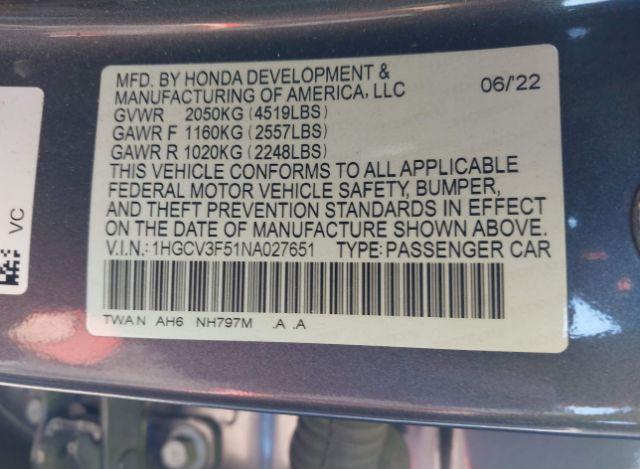 MFD. BY HONDA DEVELOPMENT &
MANUFACTURING OF AMERICA, LLC 06/'22
GVWR 2050KG (4519LBS)
GAWR F 1160KG (2557LBS)
GAWR R 1020KG (2248LBS)
THIS VEHICLE CONFORMS TO ALL APPLICABLE
FEDERAL MOTOR VEHICLE SAFETY, BUMPER,
AND THEFT PREVENTION STANDARDS IN EFFECT
ON THE DATE OF MANUFACTURE SHOWN ABOVE.
V.I.N.: 1HGCV3F51NA027651 TYPE: PASSENGER CAR
TWAN AH6 NH797M .A .A
VC